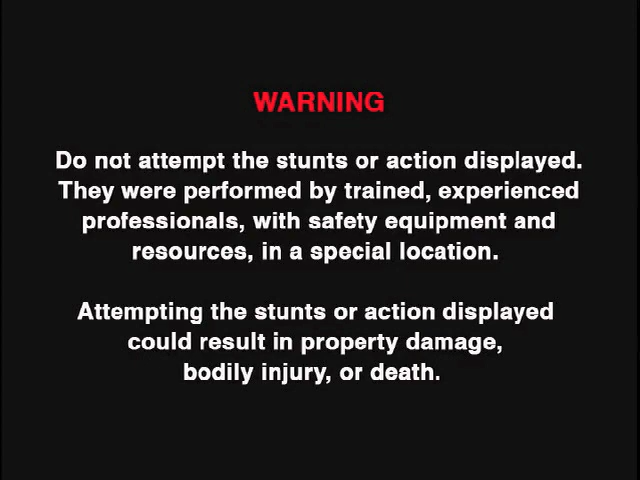 WARNING
Do not attempt the stunts or action displayed.
They were performed by trained, experienced
professionals, with safety equipment and
resources, in a special location.
Attempting the stunts or action displayed
could result in property damage,
bodily injury, or death.